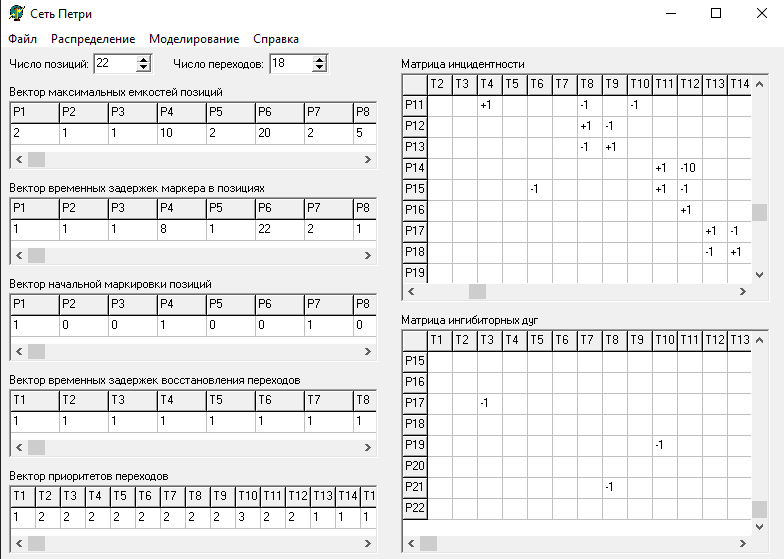 Сеть Петри
Файл Распределение Моделирование Справка
Число позиций: 22 Число переходов: 18
Вектор максимальных емкостей позиций
P1 P2 P3 P4 P5 P6 P7 P8
2 1 1 10 2 20 2 5
Вектор временных задержек маркера в позициях
P1 P2 P3 P4 P5 P6 P7 P8
1 1 1 8 1 22 2 1
Вектор начальной маркировки позиций
P1 P2 P3 P4 P5 P6 P7 P8
1 0 0 1 0 0 1 0
Вектор временных задержек восстановления переходов
T1 T2 T3 T4 T5 T6 T7 T8
1 1 1 1 1 1 1 1
Вектор приоритетов переходов
T1 T2 T3 T4 T5 T6 T7 T8 T9 T10 T11 T12 T13 T14 T1
1 2 2 2 2 2 2 2 2 3 2 2 1 1 1
Матрица инцидентности
T2 T3 T4 T5 T6 T7 T8 T9 T10 T11 T12 T13 T14
P11 +1 -1 -1
P12 +1 -1
P13 -1 +1
P14 +1 -10
P15 -1 +1 -1
P16 +1
P17 +1 -1
P18 -1 +1
P19
Матрица ингибиторных дуг
T1 T2 T3 T4 T5 T6 T7 T8 T9 T10 T11 T12 T13
P15
P16
P17 -1
P18
P19 -1
P20
P21 -1
P22